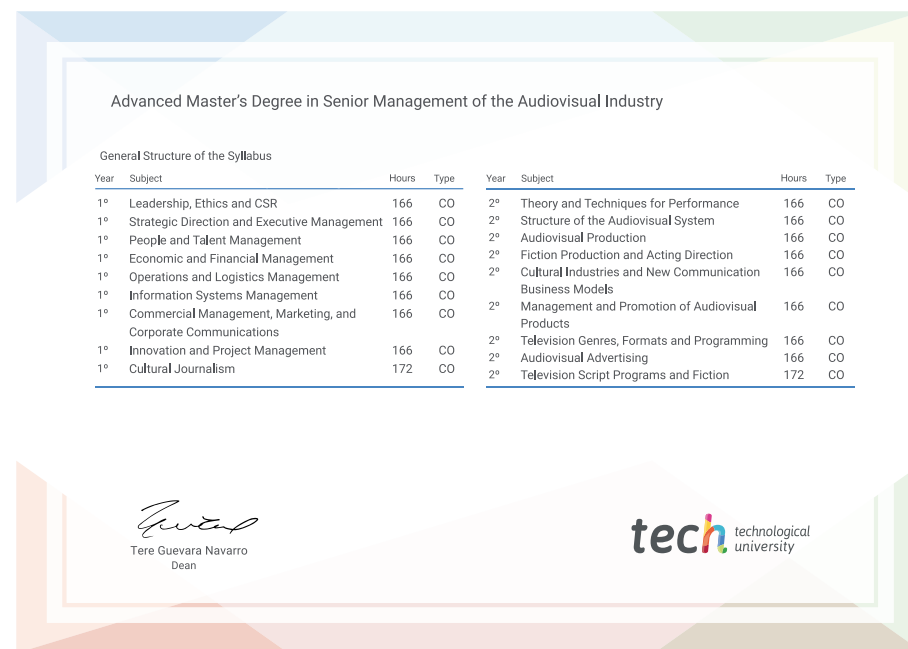 Advanced Master's Degree in Senior Management of the Audiovisual Industry
General Structure of the Syllabus
Year Subject Hours Type
1º Leadership, Ethics and CSR 166 CO
1º Strategic Direction and Executive Management 166 CO
1º People and Talent Management 166 CO
1º Economic and Financial Management 166 CO
1º Operations and Logistics Management 166 CO
1º Information Systems Management 166 CO
1º Commercial Management, Marketing, and 166 CO
Corporate Communications
1º Innovation and Project Management 166 CO
1º Cultural Journalism 172 CO
Year Subject Hours Type
2º Theory and Techniques for Performance 166 CO
2º Structure of the Audiovisual System 166 CO
2º Audiovisual Production 166 CO
2º Fiction Production and Acting Direction 166 CO
2º Cultural Industries and New Communication 166 CO
Business Models
2º Management and Promotion of Audiovisual 166 CO
Products
2º Television Genres, Formats and Programming 166 CO
2º Audiovisual Advertising 166 CO
2º Television Script Programs and Fiction 172 CO
Tere Guevara Navarro
Dean
tech technological
university